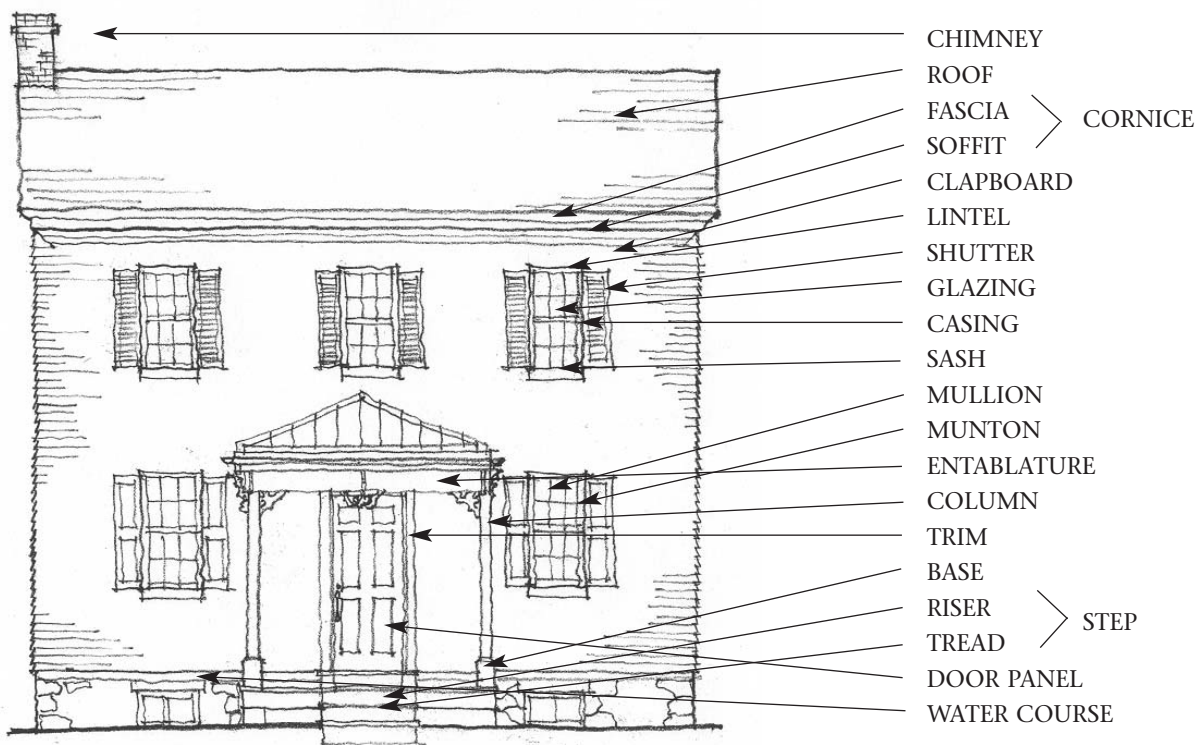 CHIMNEY
ROOF
FASCIA
CORNICE
SOFFIT
CLAPBOARD
LINTEL
SHUTTER
GLAZING
CASING
SASH
MULLION
MUNTON
ENTABLATURE
COLUMN
TRIM
BASE
RISER
STEP
TREAD
DOOR PANEL
WATER COURSE